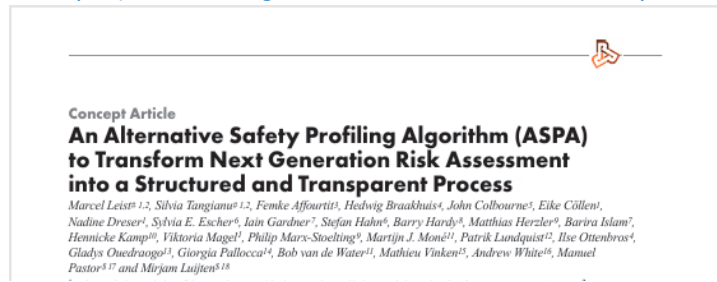 Concept Article
An Alternative Safety Profiling Algorithm (ASPA)
to Transform Next Generation Risk Assessment
into a Structured and Transparent Process
Marcel Leist# 1,2, Silvia Tangianu# 1,2, Femke Affourtit3, Hedwig Braakhuis4, John Colbourne5, Eike Cöllen1,
Nadine Dreser1, Sylvia E. Escher6, Iain Gardner7, Stefan Hahn6, Barry Hardy8, Matthias Herzler9, Barira Islam7,
Hennicke Kamp10, Viktoria Magel1, Philip Marx-Stoelting9, Martijn J. Moné11, Patrik Lundquist12, Ilse Ottenbros4,
Gladys Ouedraogo13, Giorgia Pallocca14, Bob van de Water11, Mathieu Vinken15, Andrew White16, Manuel
Pastor$ 17 and Mirjam Luijten$ 18